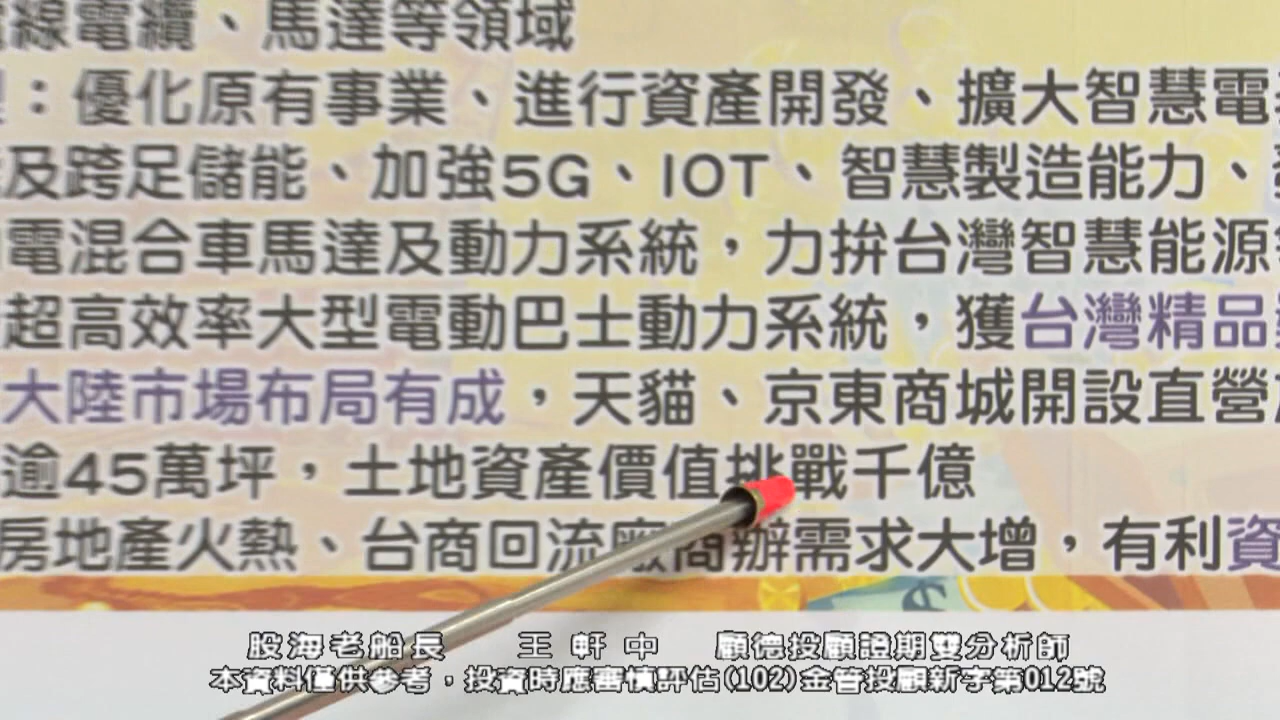 線電纜、馬達等領域
：優化原有事業、進行資產開發、擴大智慧電
及跨足儲能、加強5G、IOT、智慧製造能力、
電混合車馬達及動力系統，力拚台灣智慧能源
超高效率大型電動巴士動力系統，獲台灣精品
大陸市場布局有成，天貓、京東商城開設直營
逾45萬坪，土地資產價值挑戰千億
房地產火熱、台商回流廠商辦需求大增，有利資
股海老船長 王軒中 顧德投顧證期雙分析師
本資料僅供參考，投資時應審慎評估(102)金管投顧新字第012號